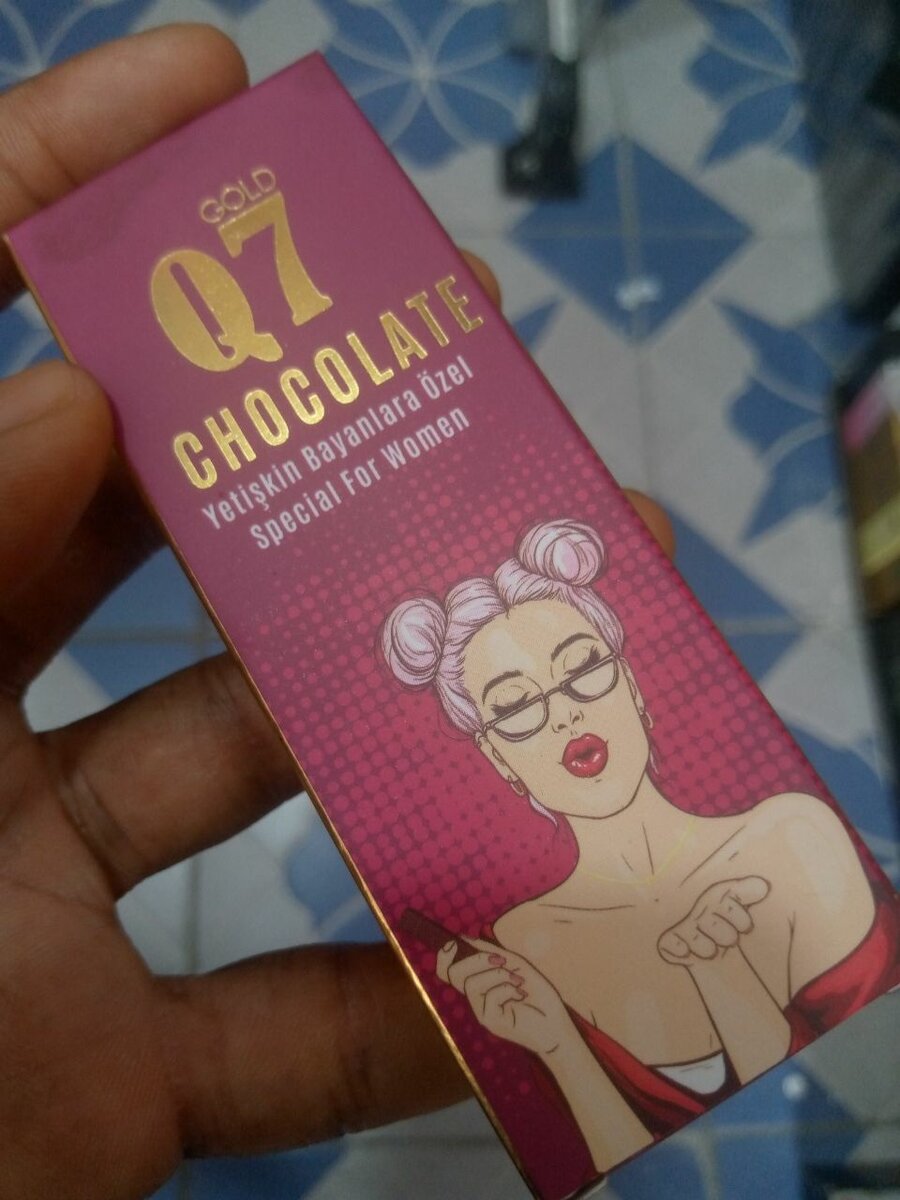 GOLD
Q7
CHOCOLATE
Yetişkin Bayanlara Özel
Special For Women